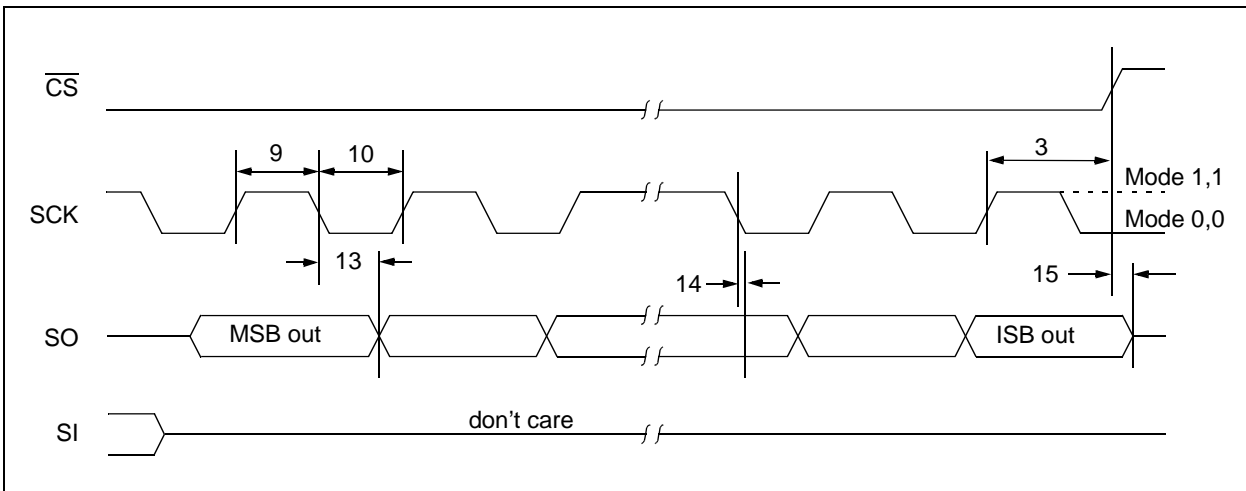 CS
9
10
3
Mode 1,1
SCK
Mode 0,0
13
14
15
SO
MSB out
ISB out
don't care
SI